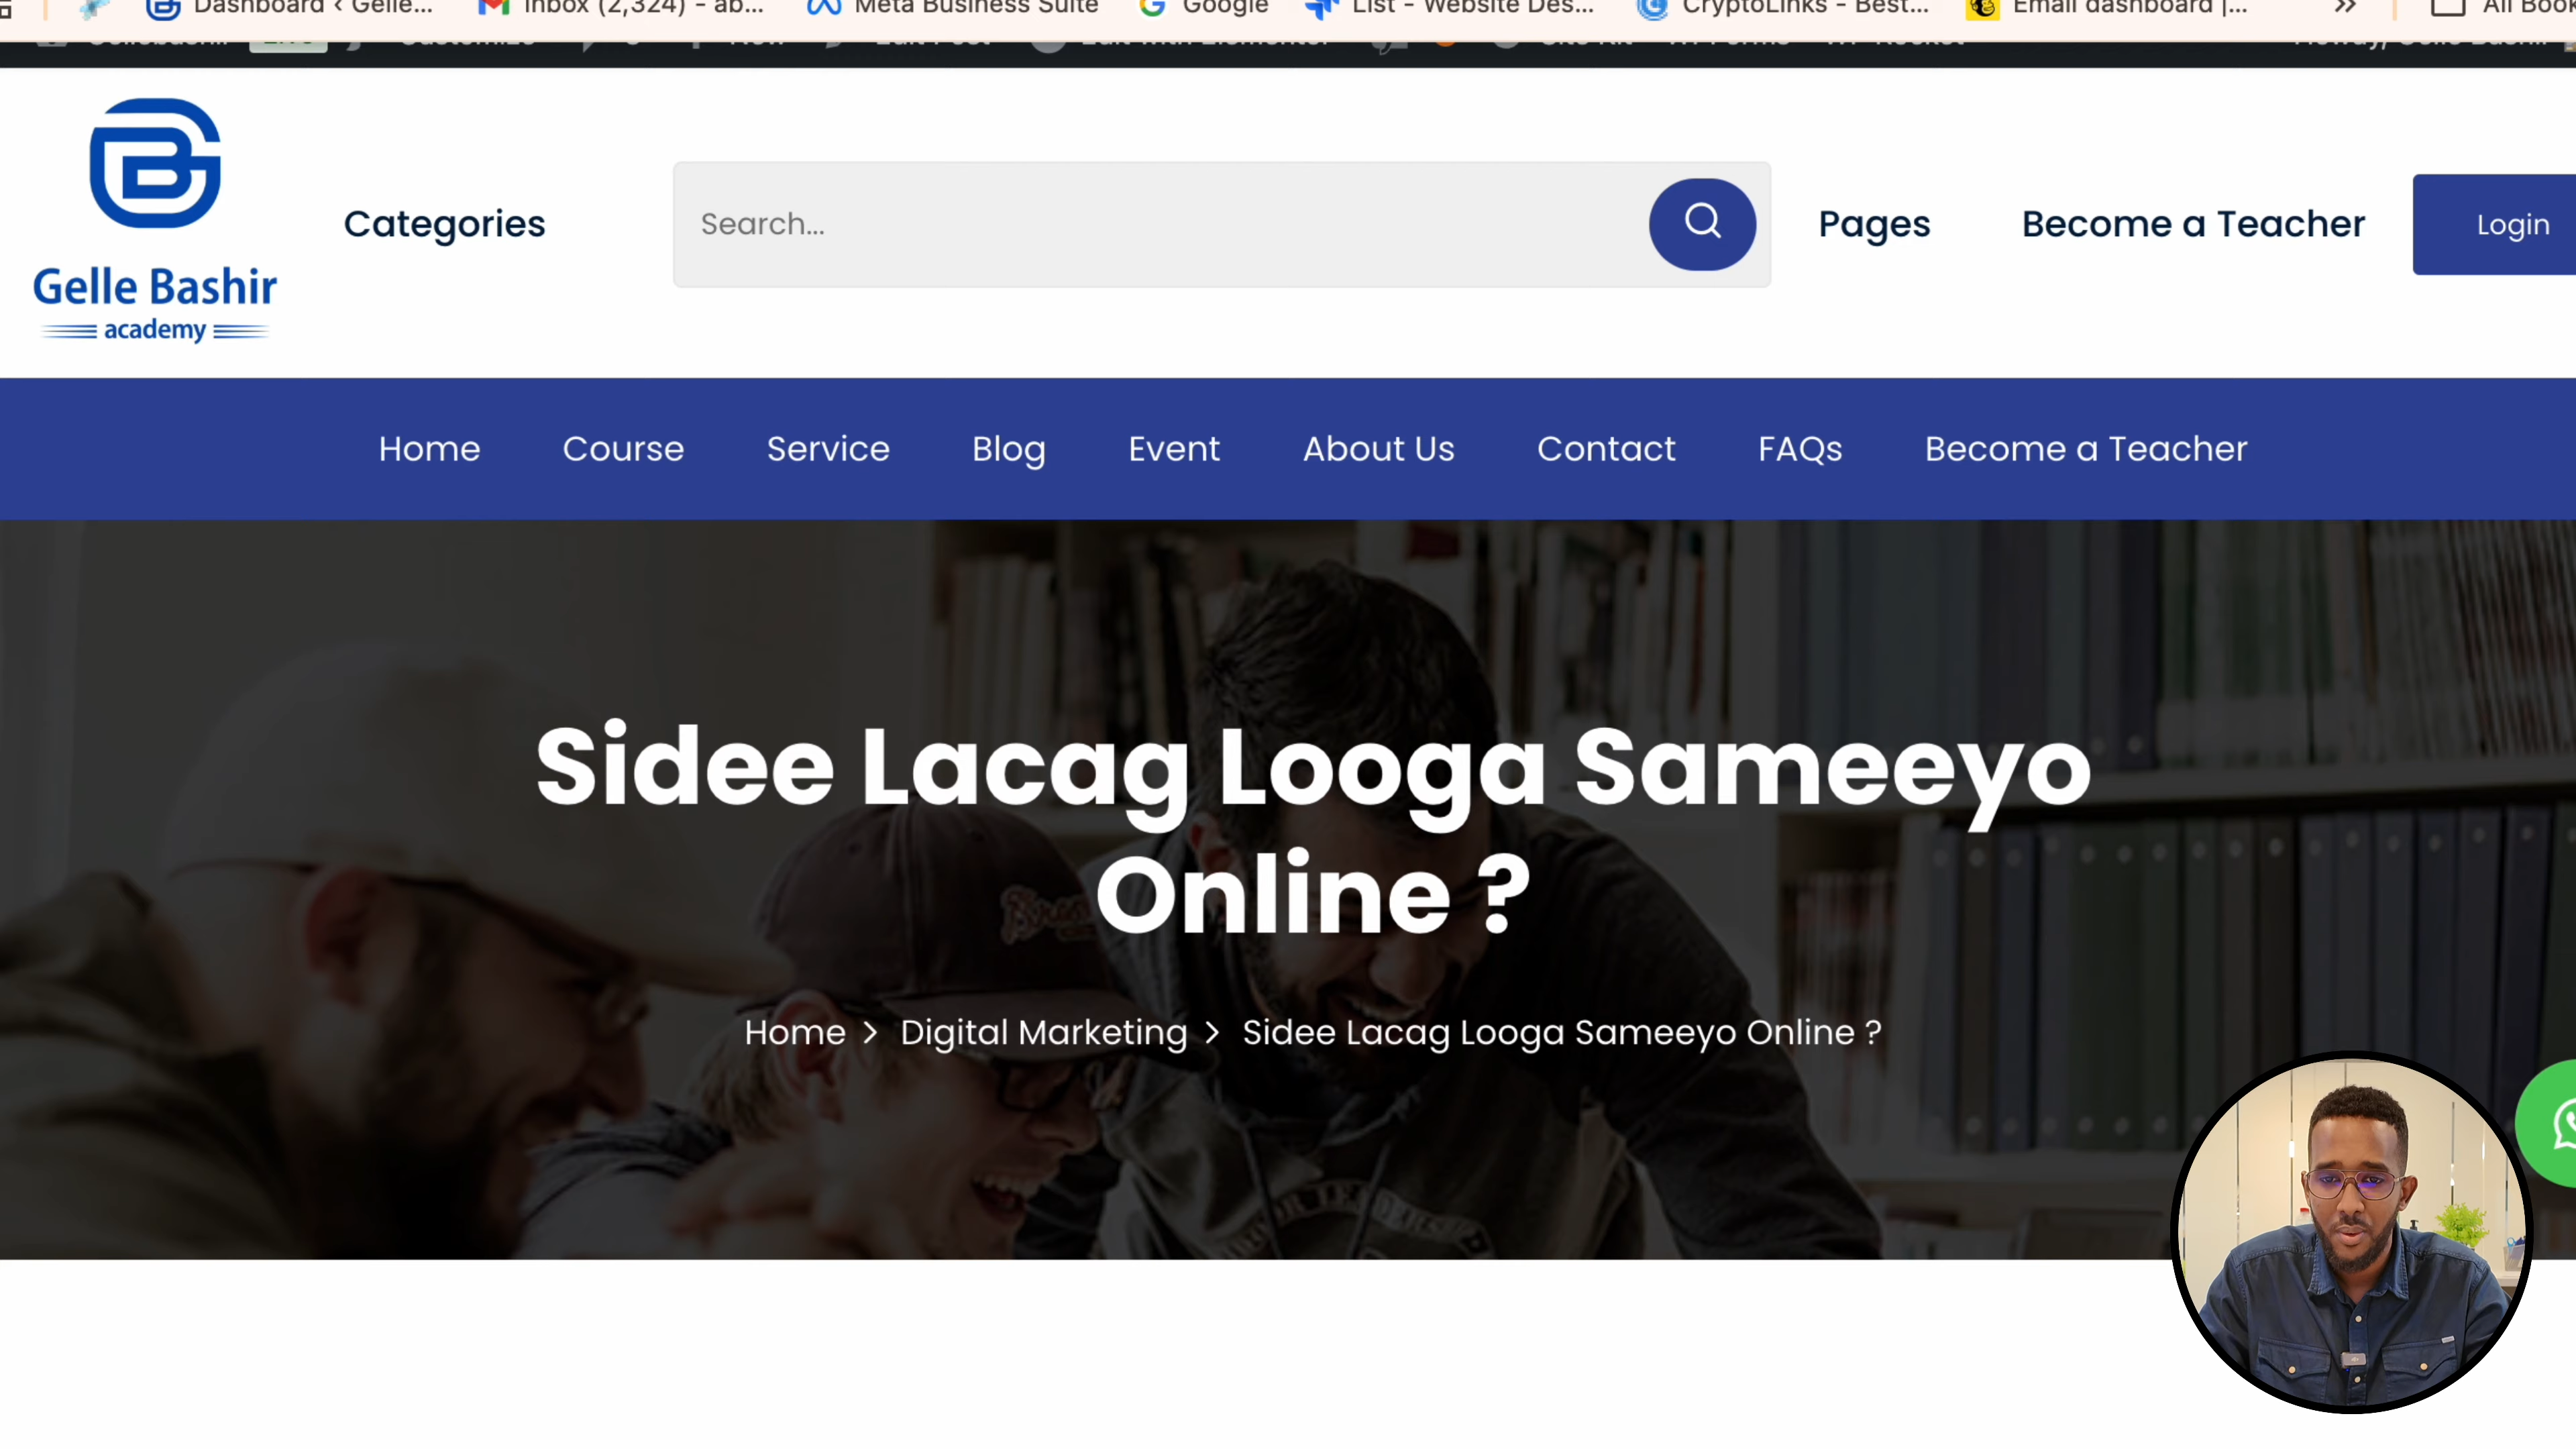 Dashboard ‹ Gelle...
Inbox (2,324) - ab...
Meta Business Suite
Google
List - Website Des...
CryptoLinks - Best...
Email dashboard |...
Gelle Bashir
academy
Categories
Search...
Pages
Become a Teacher
Login
Home
Course
Service
Blog
Event
About Us
Contact
FAQs
Become a Teacher
Sidee Lacag Looga Sameeyo
Online ?
Home > Digital Marketing > Sidee Lacag Looga Sameeyo Online ?